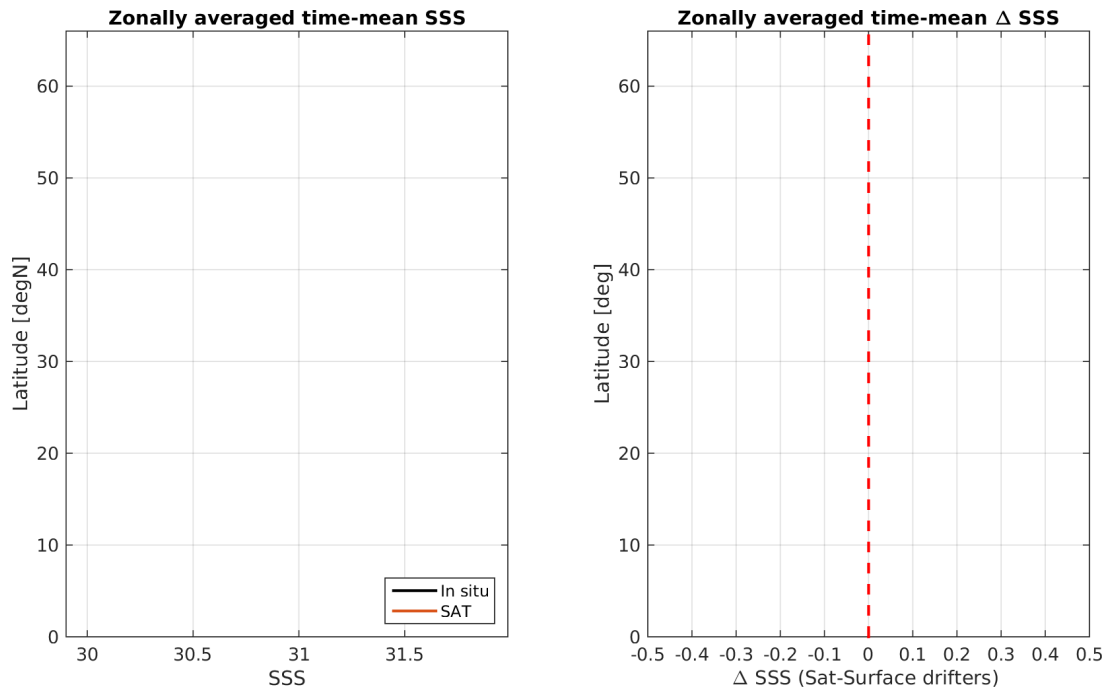 Zonally averaged time-mean SSS
60
50
40
30
20
10
0
Latitude [degN]
In situ
SAT
30 30.5 31 31.5
SSS
Zonally averaged time-mean Δ SSS
60
50
40
30
20
10
0
Latitude [deg]
-0.5 -0.4 -0.3 -0.2 -0.1 0 0.1 0.2 0.3 0.4 0.5
Δ SSS (Sat-Surface drifters)